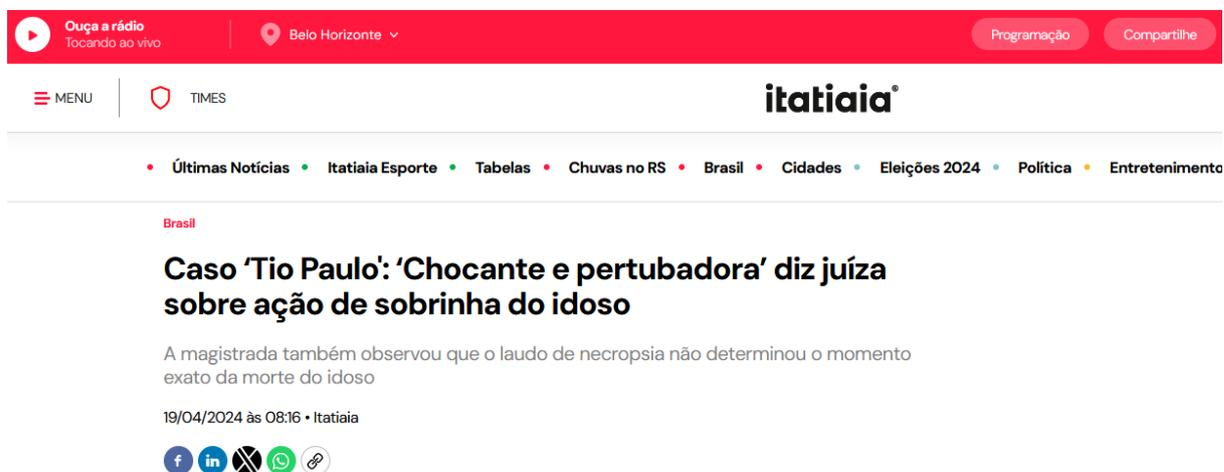 Ouça a rádio
Tocando ao vivo
Belo Horizonte
Programação
Compartilhe
MENU
TIMES
itatiaia®
Últimas Notícias • Itatiaia Esporte • Tabelas • Chuvas no RS • Brasil • Cidades • Eleições 2024 • Política • Entretenimento
Brasil
Caso ‘Tio Paulo': ‘Chocante e pertubadora’ diz juíza
sobre ação de sobrinha do idoso
A magistrada também observou que o laudo de necropsia não determinou o momento
exato da morte do idoso
19/04/2024 às 08:16 • Itatiaia